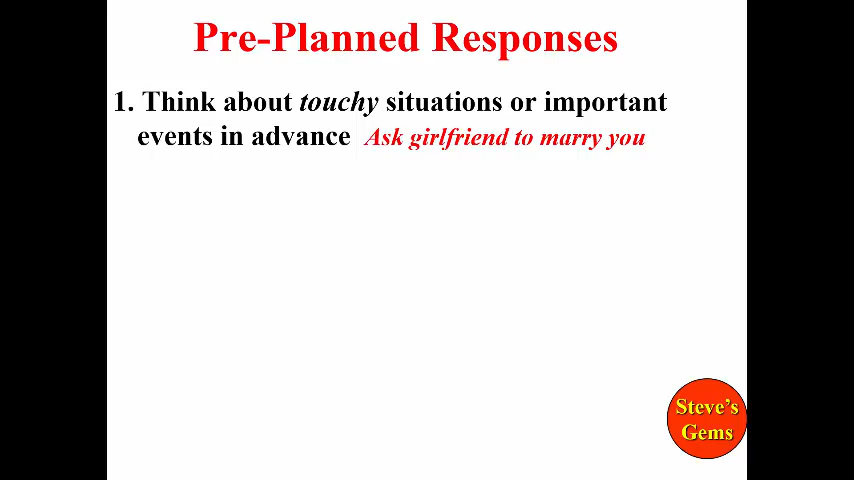 Pre-Planned Responses
1. Think about touchy situations or important
events in advance Ask girlfriend to marry you
Steve's
Gems